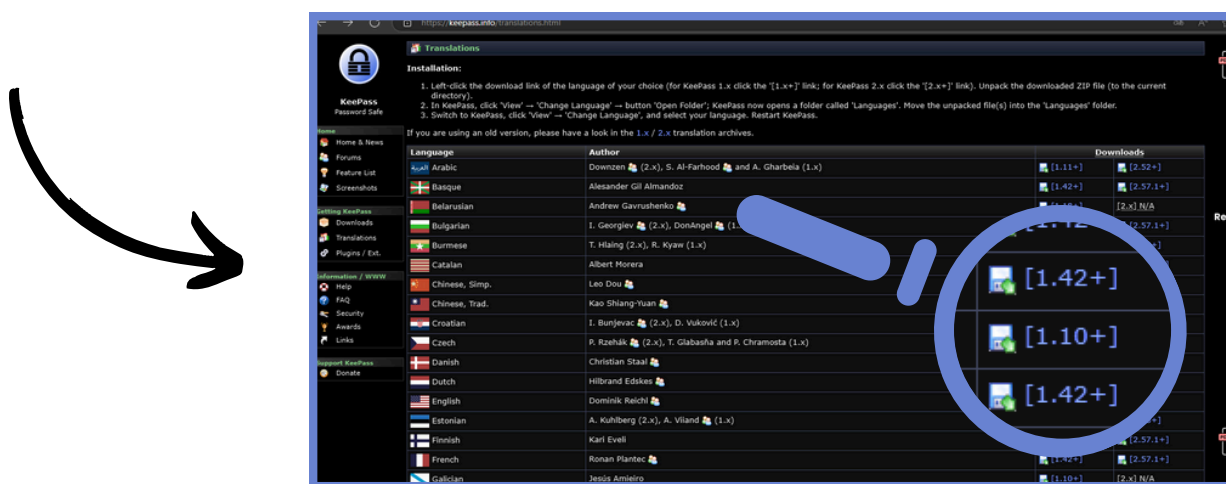 https://keepass.info/translations.html
Translations
Installation:
1. Left-click the download link of the language of your choice (for KeePass 1.x click the '[1.x+]' link; for KeePass 2.x click the '[2.x+]' link). Unpack the downloaded ZIP file (to the current
directory).
2. In KeePass, click 'View' → 'Change Language' → button 'Open Folder'; KeePass now opens a folder called 'Languages'. Move the unpacked file(s) into the 'Languages' folder.
3. Switch to KeePass, click 'View' → 'Change Language', and select your language. Restart KeePass.
If you are using an old version, please have a look in the 1.x / 2.x translation archives.
KeePass
Password Safe
Home
Home & News
Forums
Feature List
Screenshots
Getting KeePass
Downloads
Translations
Plugins / Ext.
Information / WWW
Help
FAQ
Security
Awards
Links
Support KeePass
Donate
Language Author Downloads
Arabic Downzen (2.x), S. Al-Farhood and A. Gharbeia (1.x) [1.11+] [2.52+]
Basque Alesander Gil Almandoz [1.42+] [2.57.1+]
Belarusian Andrew Gavrushenko [2.x] N/A
Bulgarian I. Georgiev (2.x), DonAngel [2.57.1+]
Burmese T. Hlaing (2.x), R. Kyaw (1.x)
Catalan Albert Morera
Chinese, Simp. Leo Dou
Chinese, Trad. Kao Shiang-Yuan
Croatian I. Bunjevac (2.x), D. Vuković (1.x)
Czech P. Rzehák (2.x), T. Glabasňa and P. Chramosta (1.x)
Danish Christian Staal
Dutch Hilbrand Edskes
English Dominik Reichl
Estonian A. Kuhlberg (2.x), A. Viland (1.x)
Finnish Karl Eveli [2.57.1+]
French Ronan Plantec [1.42+] [2.57.1+]
Galician Jesús Amieiro [1.10+] [2.x] N/A
[1.42+]
[1.10+]
[1.42+]
Re